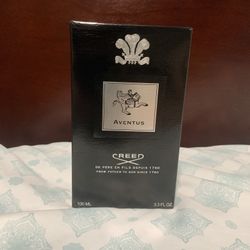 AVENTUS
CREED
DE PÈRE EN FILS DEPUIS 1760
FROM FATHER TO SON SINCE 1760
100 ML 3.3 FL.OZ